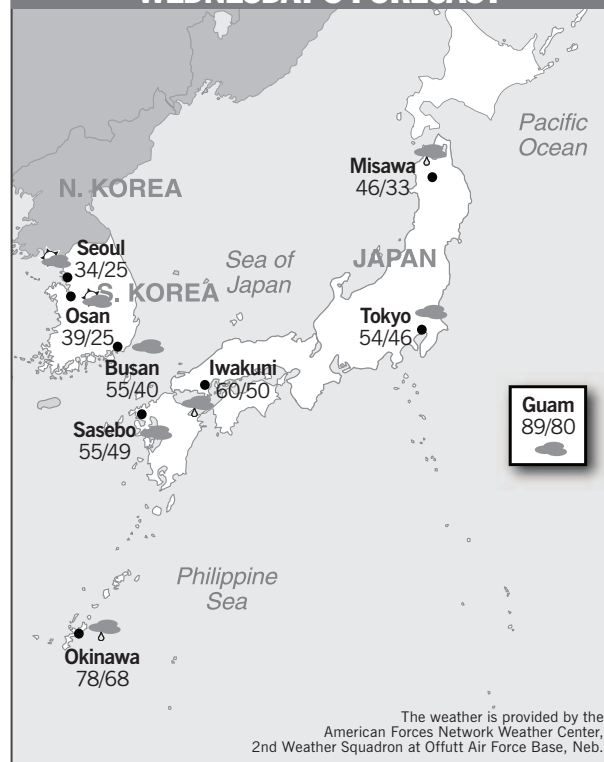 WEDNESDAY'S FORECAST
Pacific
Ocean
Misawa
46/33
N. KOREA
Seoul
34/25
Sea of
Japan
JAPAN
S. KOREA
Osan
39/25
Tokyo
54/46
Busan
55/40
Iwakuni
60/50
Guam
89/80
Sasebo
55/49
Philippine
Sea
Okinawa
78/68
The weather is provided by the
American Forces Network Weather Center,
2nd Weather Squadron at Offutt Air Force Base, Neb.